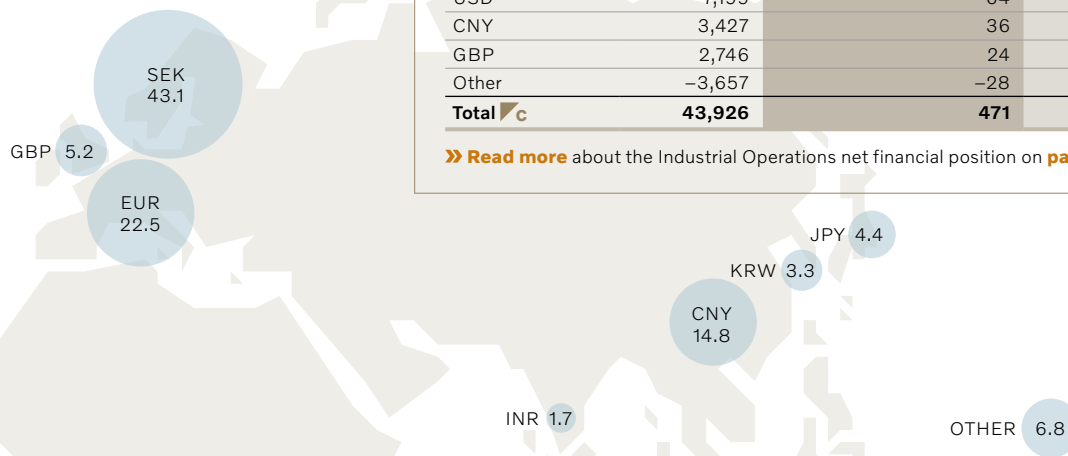 CNY 3,427 36
GBP 2,746 24
Other –3,657 –28
Total c 43,926 471
Read more about the Industrial Operations net financial position on
SEK
43.1
GBP 5.2
EUR
22.5
JPY 4.4
KRW 3.3
CNY
14.8
INR 1.7
OTHER 6.8